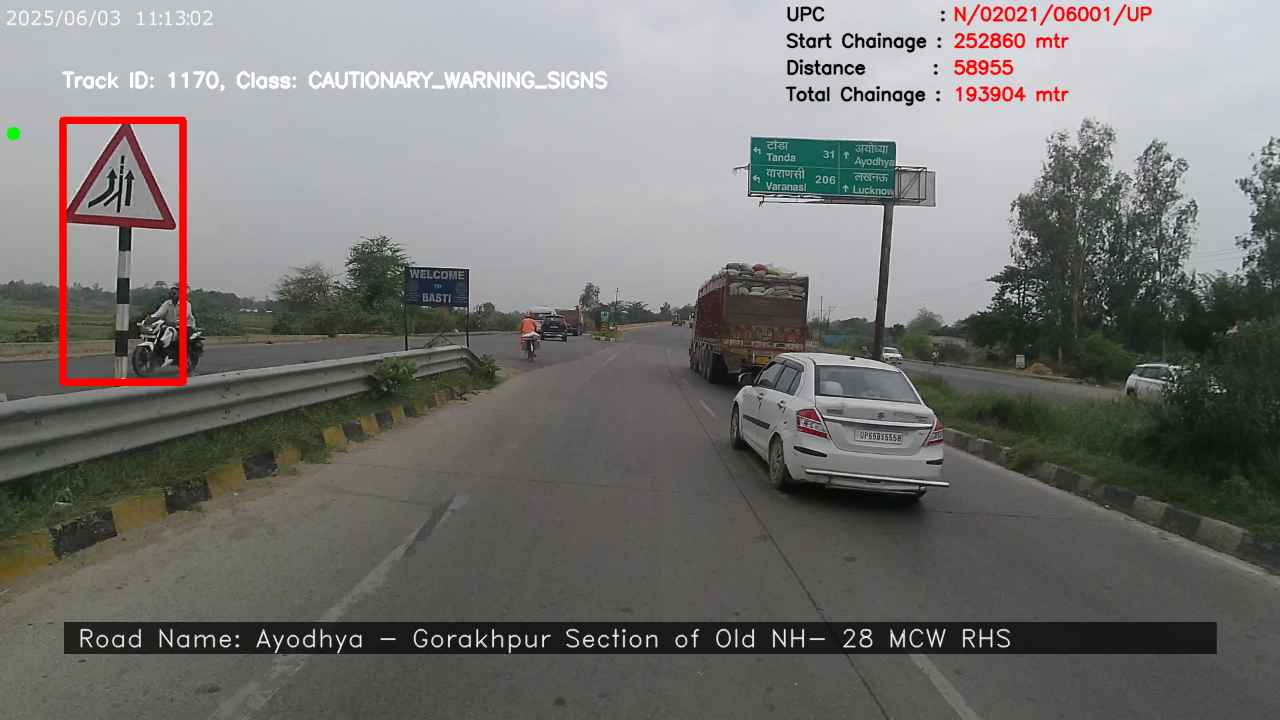 2025/06/03 11:13:02
UPC : N/02021/06001/UP
Start Chainage : 252860 mtr
Distance : 58955
Total Chainage : 193904 mtr
Track ID: 1170, Class: CAUTIONARY_WARNING_SIGNS
टांडा
Tanda 31
अयोध्या
Ayodhya
वाराणसी
Varanasi 206
लखनऊ
Lucknow
WELCOME
TO
BASTI
Road Name: Ayodhya - Gorakhpur Section of Old NH- 28 MCW RHS